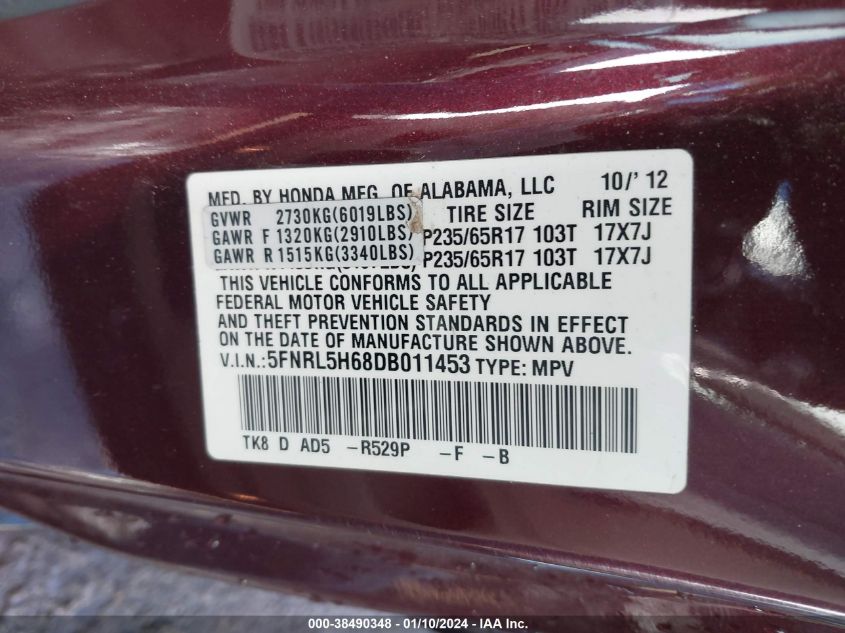 MFD. BY HONDA MFG. OF ALABAMA, LLC 10/'12
GVWR 2730KG(6019LBS) TIRE SIZE RIM SIZE
GAWR F 1320KG(2910LBS) P235/65R17 103T 17X7J
GAWR R 1515KG(3340LBS) P235/65R17 103T 17X7J
THIS VEHICLE CONFORMS TO ALL APPLICABLE
FEDERAL MOTOR VEHICLE SAFETY
AND THEFT PREVENTION STANDARDS IN EFFECT
ON THE DATE OF MANUFACTURE SHOWN ABOVE.
V.I.N.:5FNRL5H68DB011453 TYPE: MPV
TK8 D AD5 -R529P -F -B
000-38490348 - 01/10/2024 - IAAI.COM